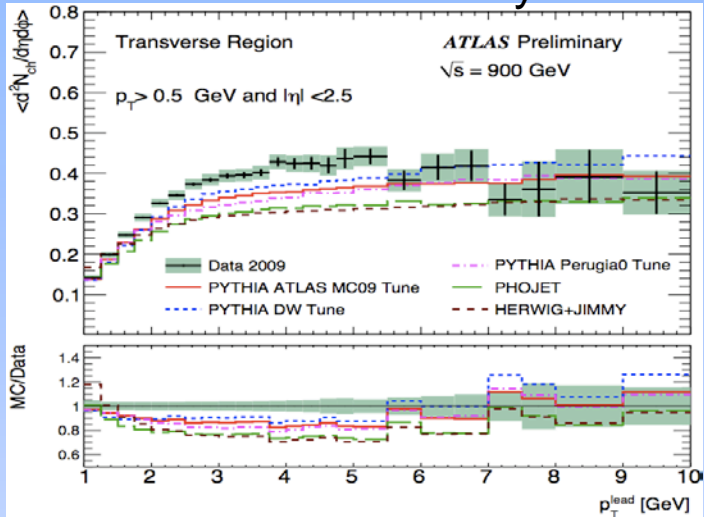 <d²N_ch/dηdϕ>
0.8
0.7
0.6
0.5
0.4
0.3
0.2
0.1
Transverse Region
ATLAS Preliminary
√s = 900 GeV
p_T> 0.5 GeV and |η| <2.5
Data 2009
PYTHIA ATLAS MC09 Tune
PYTHIA DW Tune
PYTHIA Perugia0 Tune
PHOJET
HERWIG+JIMMY
MC/Data
1.4
1.2
1
0.8
0.6
1 2 3 4 5 6 7 8 9 10
p_T^lead [GeV]